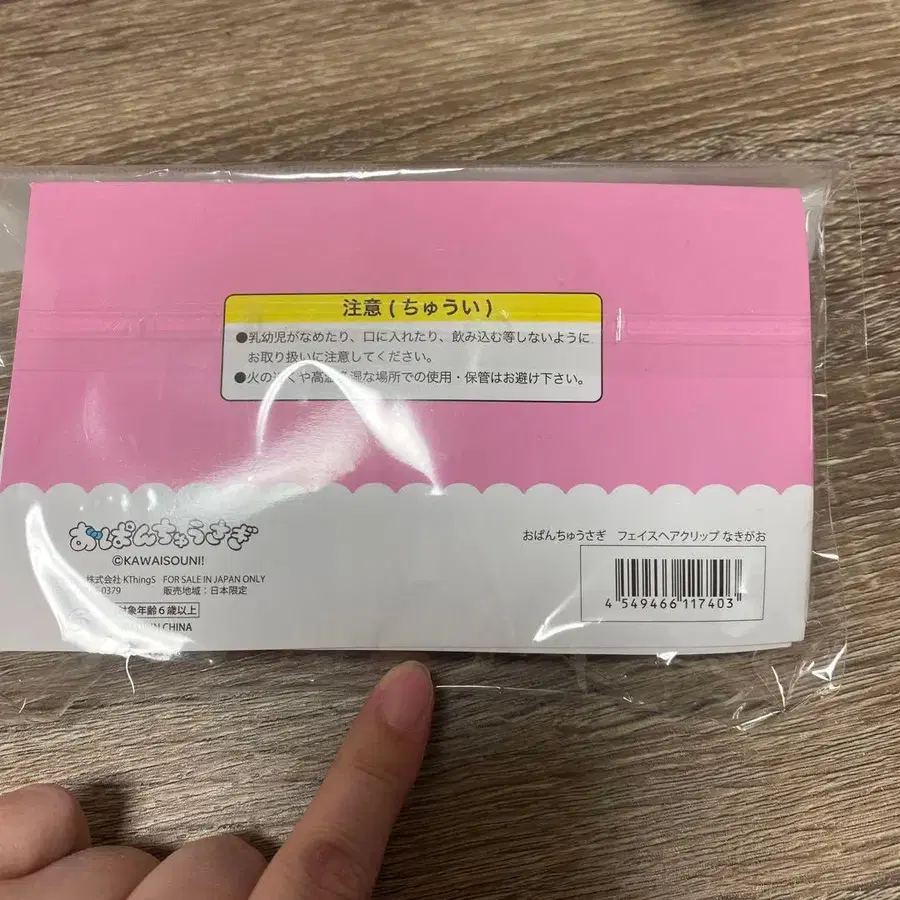 注意(ちゅうい)
●乳幼児がなめたり、口に入れたり、飲み込む等しないように
お取り扱いに注意してください。
●火の近くや高温多湿な場所での使用・保管はお避け下さい。
おぱんちゅうさぎ
©KAWAISOUNI!
株式会社 KThingS FOR SALE IN JAPAN ONLY
0379 販売地域：日本限定
対象年齢6歳以上
IN CHINA
おぱんちゅうさぎ フェイスヘアクリップ なきがお
4 549466 117403